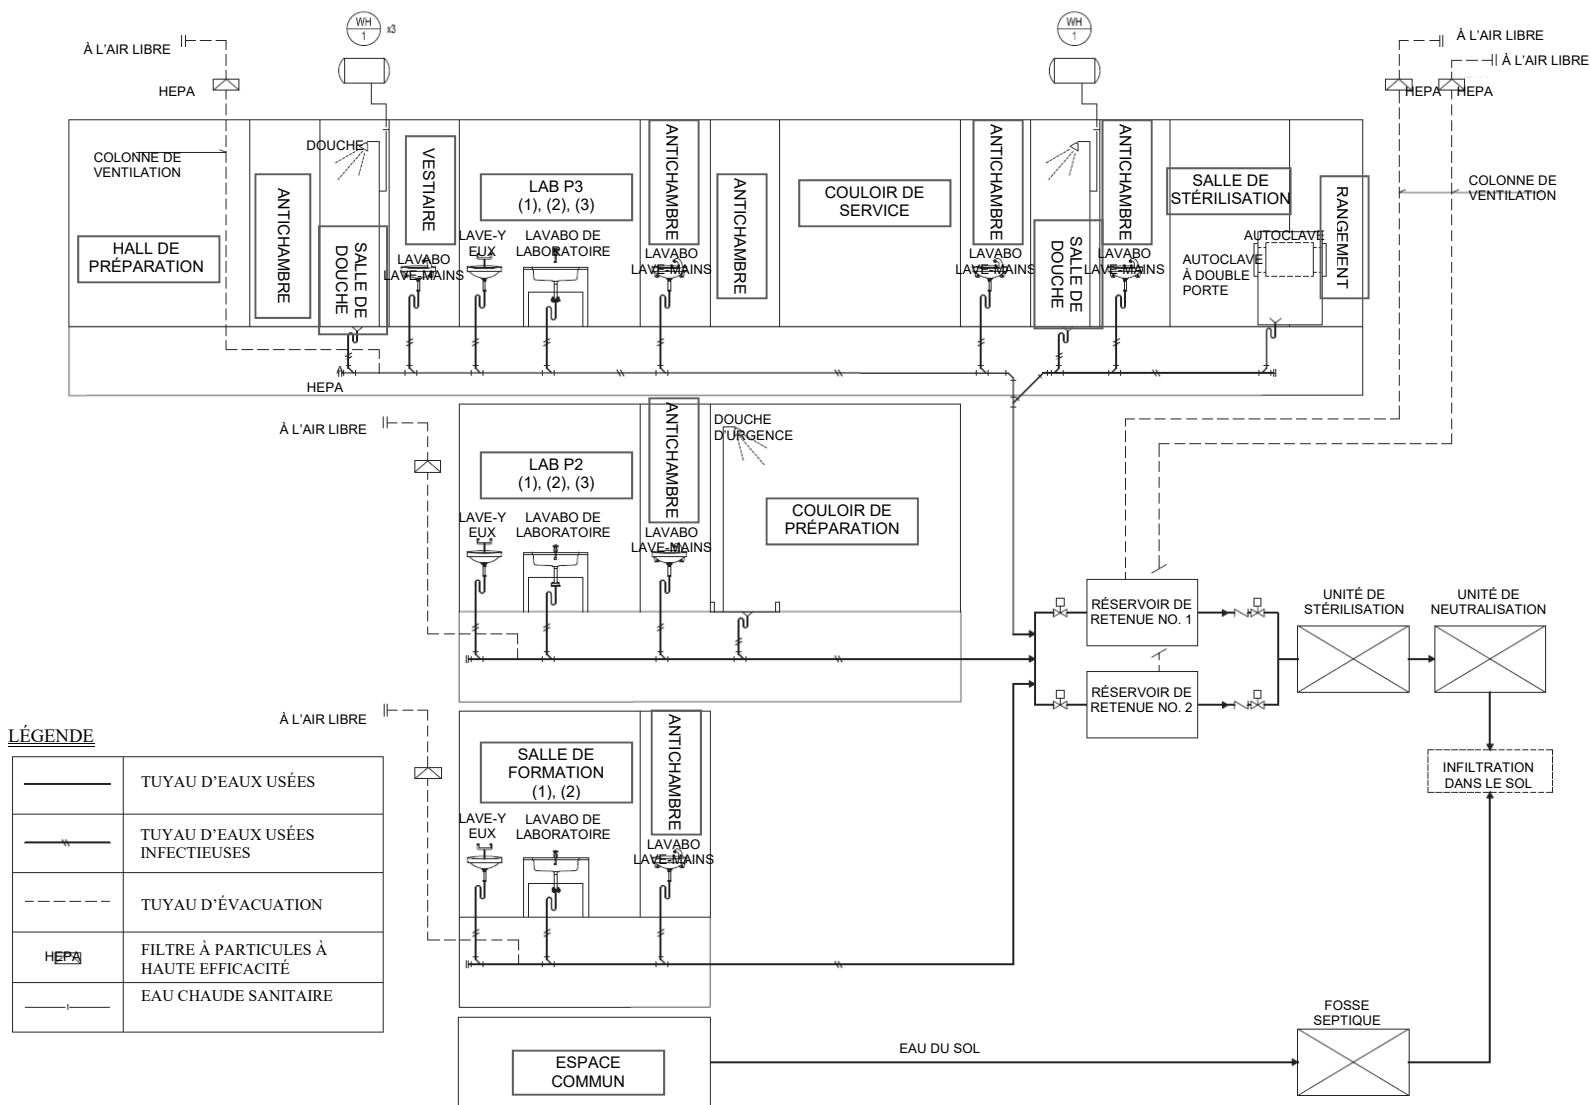 WH
1
x3
WH
1
À L'AIR LIBRE
HEPA
À L'AIR LIBRE
À L'AIR LIBRE
HEPA
HEPA
COLONNE DE
VENTILATION
COLONNE DE
VENTILATION
HALL DE
PRÉPARATION
ANTICHAMBRE
DOUCHE
SALLE DE
DOUCHE
VESTIAIRE
LAVABO
LAVE-MAINS
LAB P3
(1), (2), (3)
LAVE-Y
EUX
LAVABO DE
LABORATOIRE
ANTICHAMBRE
LAVABO
LAVE-MAINS
ANTICHAMBRE
COULOIR DE
SERVICE
ANTICHAMBRE
LAVABO
LAVE-MAINS
SALLE DE
DOUCHE
ANTICHAMBRE
LAVABO
LAVE-MAINS
SALLE DE
STÉRILISATION
AUTOCLAVE
AUTOCLAVE
À DOUBLE
PORTE
RANGEMENT
HEPA
À L'AIR LIBRE
LAB P2
(1), (2), (3)
ANTICHAMBRE
DOUCHE
D'URGENCE
COULOIR DE
PRÉPARATION
LAVE-Y
EUX
LAVABO DE
LABORATOIRE
LAVABO
LAVE-MAINS
RÉSERVOIR DE
RETENUE NO. 1
RÉSERVOIR DE
RETENUE NO. 2
UNITÉ DE
STÉRILISATION
UNITÉ DE
NEUTRALISATION
INFILTRATION
DANS LE SOL
À L'AIR LIBRE
SALLE DE
FORMATION
(1), (2)
ANTICHAMBRE
LAVE-Y
EUX
LAVABO DE
LABORATOIRE
LAVABO
LAVE-MAINS
LÉGENDE
TUYAU D'EAUX USÉES
TUYAU D'EAUX USÉES
INFECTIEUSES
TUYAU D'ÉVACUATION
HEPA
FILTRE À PARTICULES À
HAUTE EFFICACITÉ
EAU CHAUDE SANITAIRE
ESPACE
COMMUN
EAU DU SOL
FOSSE
SEPTIQUE